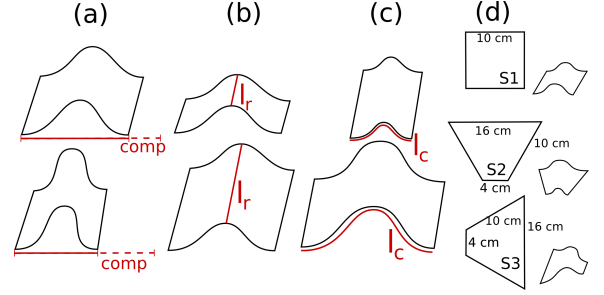 (a) (b) (c) (d)
10 cm
S1
comp
l_r
l_c
16 cm
10 cm
S2
4 cm
comp
l_r
l_c
10 cm
16 cm
4 cm
S3